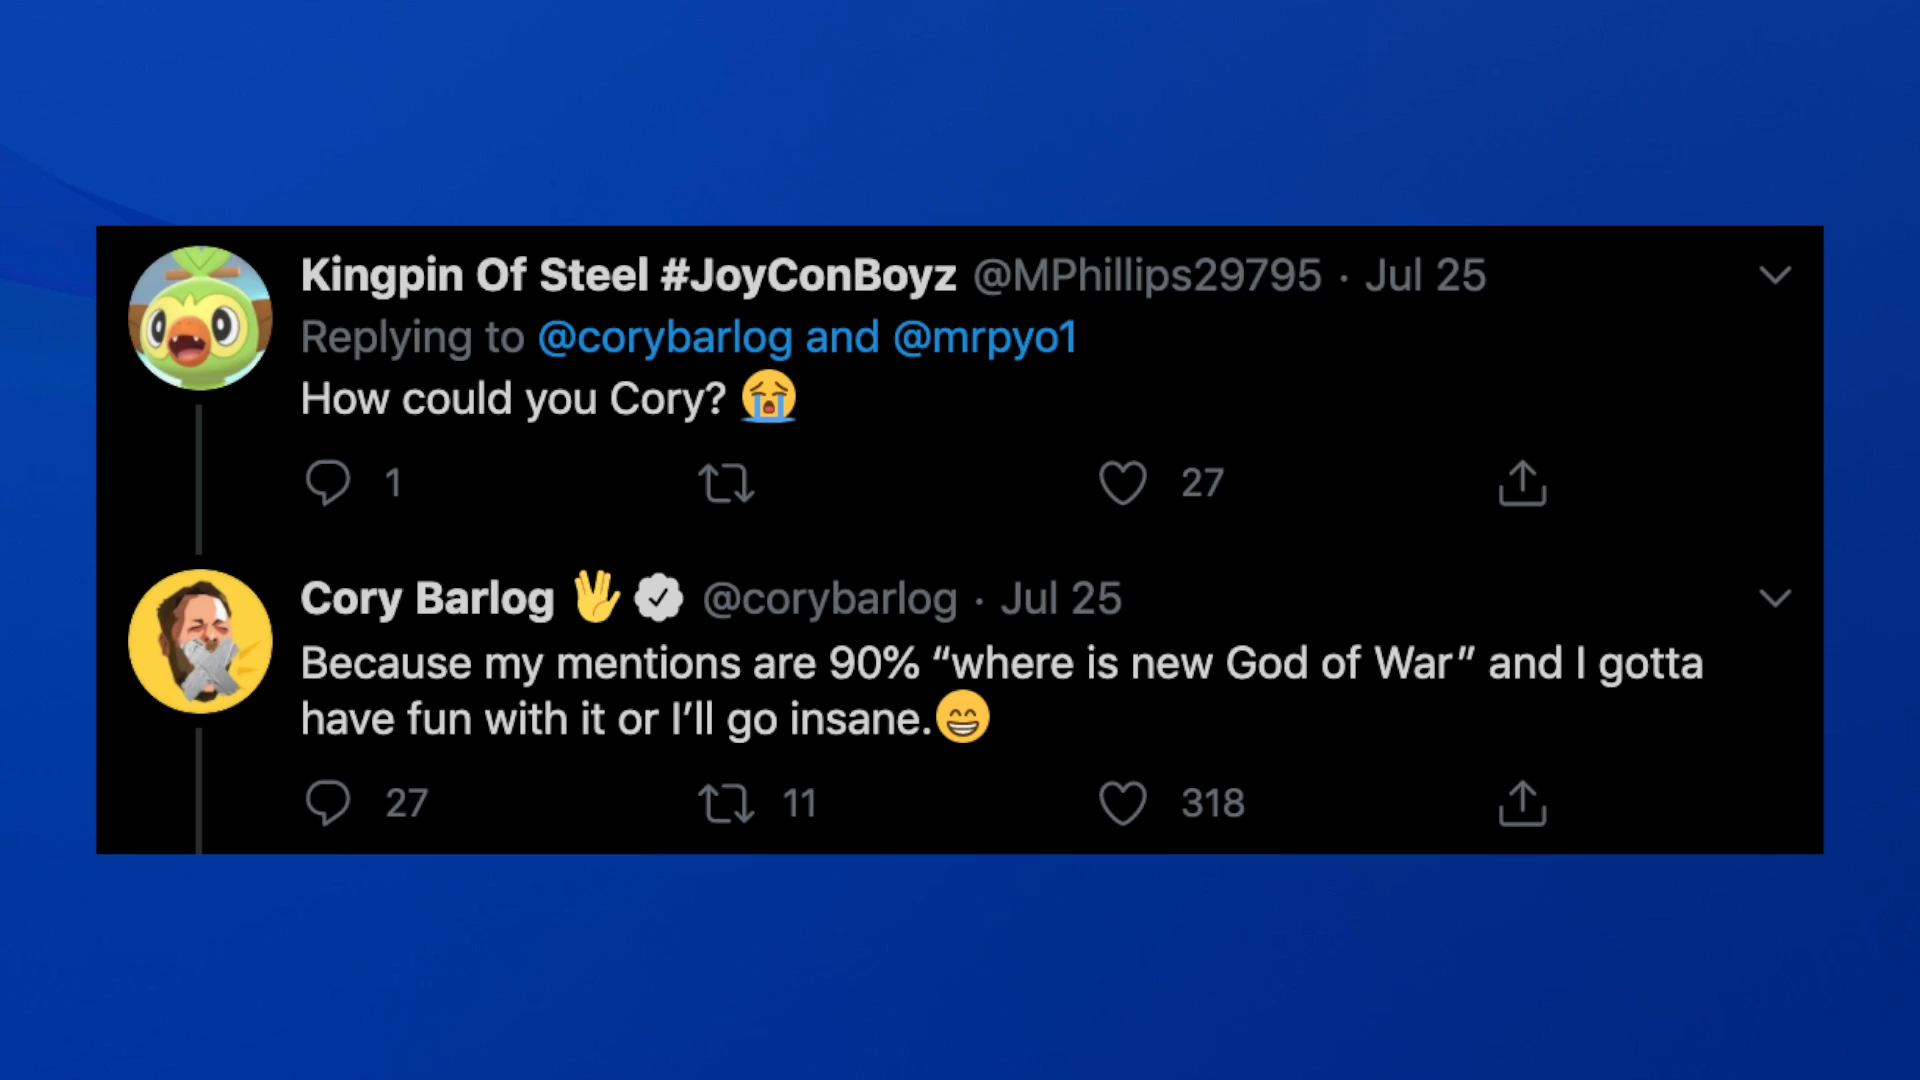 Kingpin Of Steel #JoyConBoyz @MPhillips29795 · Jul 25
Replying to @corybarlog and @mrpyo1
How could you Cory? 😭
1 27
Cory Barlog 🖖 @corybarlog · Jul 25
Because my mentions are 90% “where is new God of War” and I gotta
have fun with it or I’ll go insane.😁
27 11 318